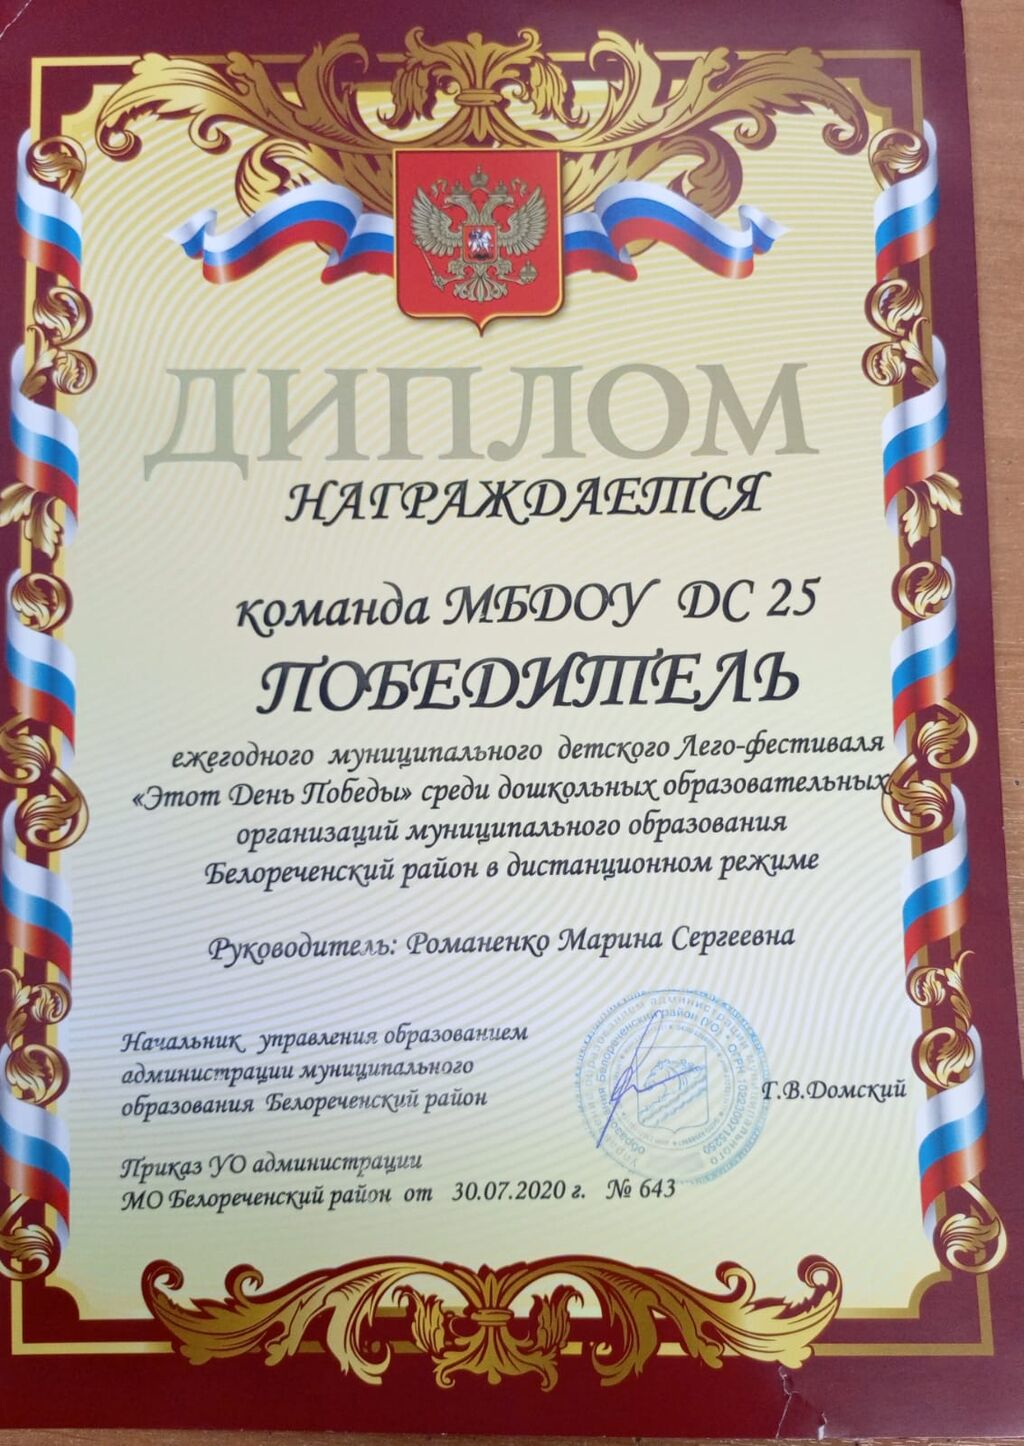 ДИПЛОМ
НАГРАЖДАЕТСЯ
команда МБДОУ ДС 25
ПОБЕДИТЕЛЬ
ежегодного муниципального детского Лего-фестиваля
«Этот День Победы» среди дошкольных образовательных
организаций муниципального образования
Белореченский район в дистанционном режиме
Руководитель: Романенко Марина Сергеевна
Начальник управления образованием
администрации муниципального
образования Белореченский район
Г.В.Домский
Приказ УО администрации
МО Белореченский район от 30.07.2020 г. № 643